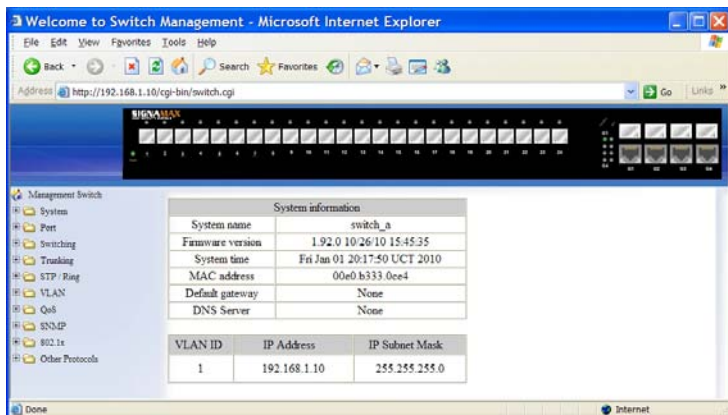 Welcome to Switch Management - Microsoft Internet Explorer
File Edit View Favorites Tools Help
Back Search Favorites
Address http://192.168.1.10/cgi-bin/switch.cgi Go Links »
SIGNAMAX
Management Switch
System
Port
Switching
Trunking
STP / Ring
VLAN
QoS
SNMP
802.1x
Other Protocols
System information
System name switch_a
Firmware version 1.92.0 10/26/10 15:45:35
System time Fri Jan 01 20:17:50 UCT 2010
MAC address 00e0.b333.0ce4
Default gateway None
DNS Server None
VLAN ID IP Address IP Subnet Mask
1 192.168.1.10 255.255.255.0
Done Internet